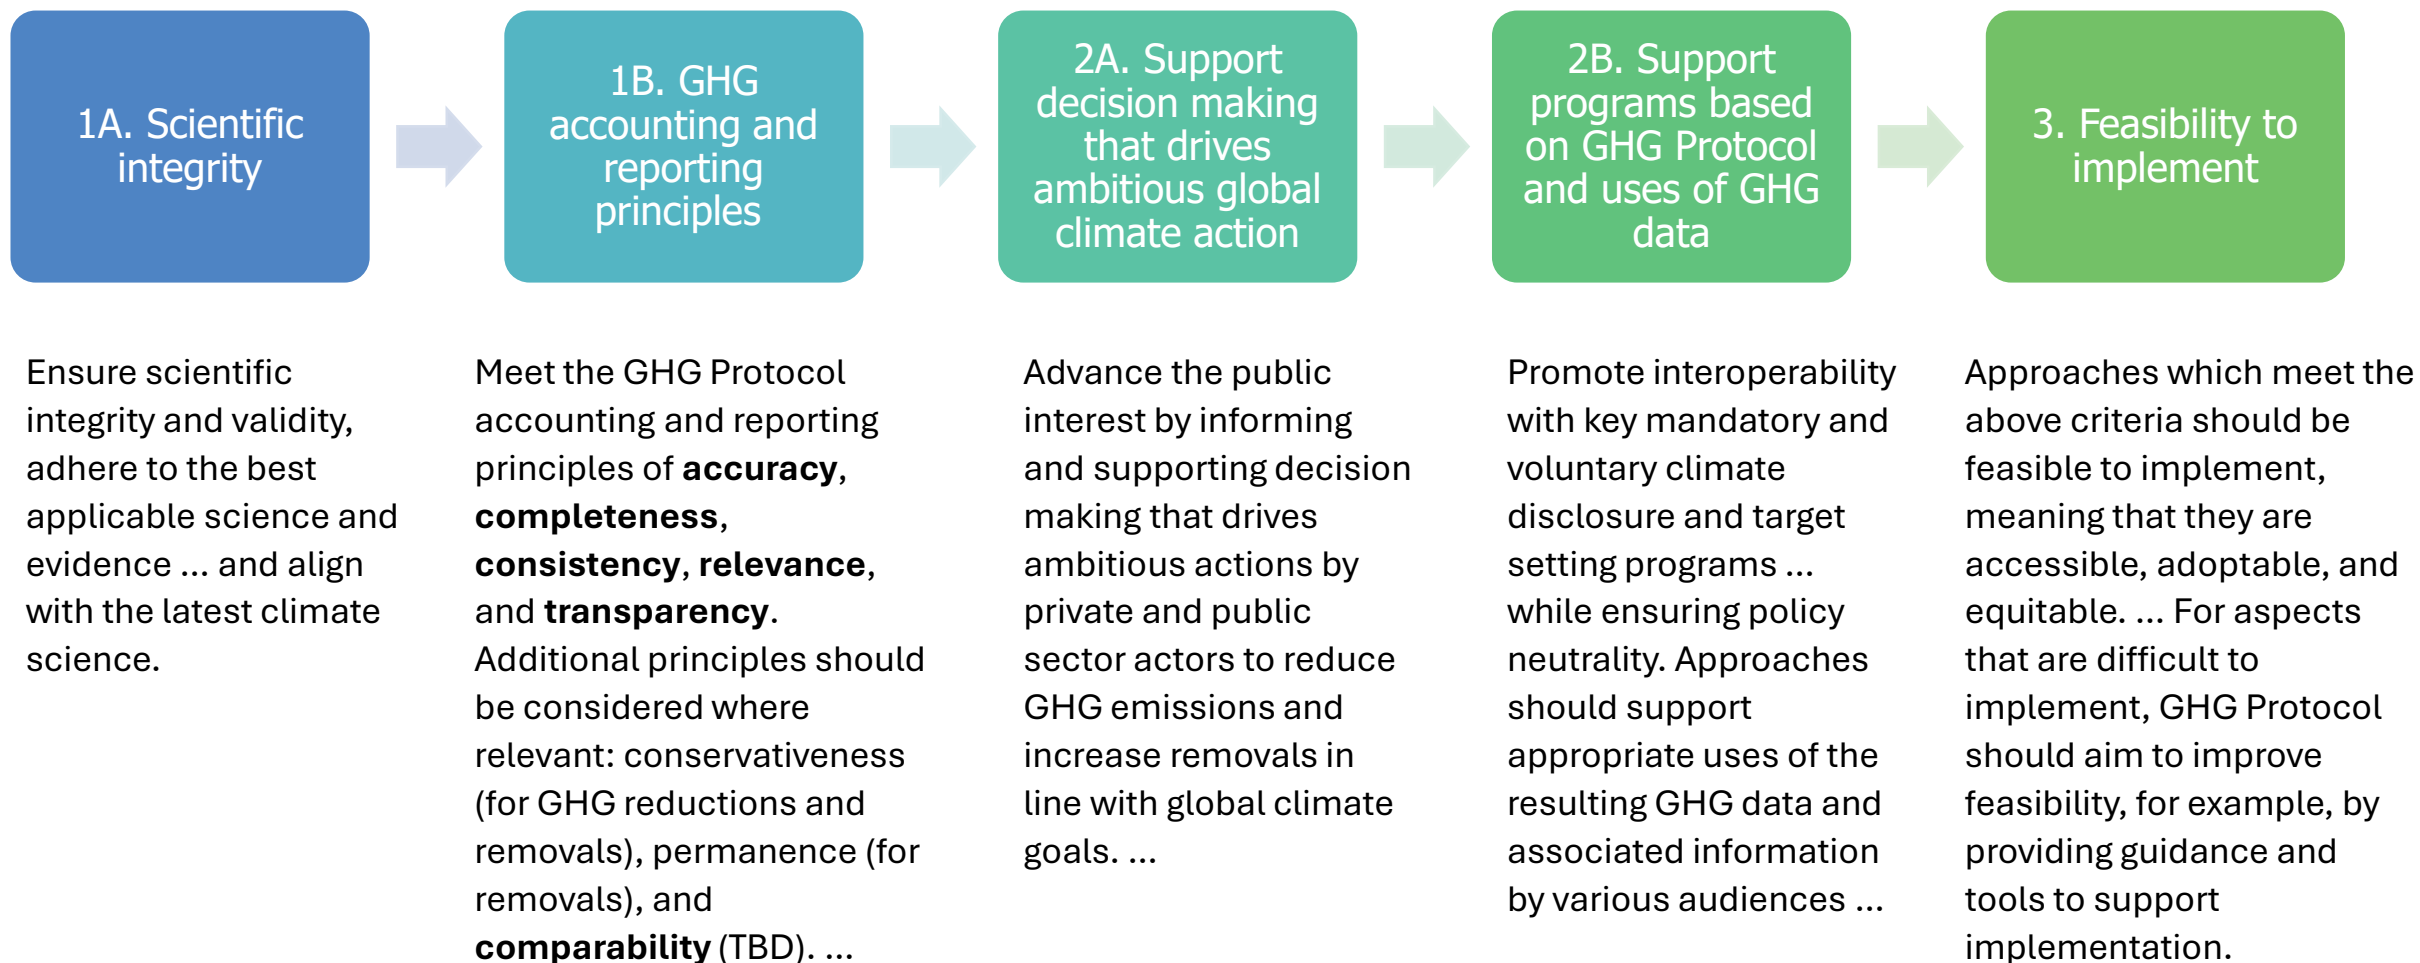 1A. Scientific
integrity
1B. GHG
accounting and
reporting
principles
2A. Support
decision making
that drives
ambitious global
climate action
2B. Support
programs based
on GHG Protocol
and uses of GHG
data
3. Feasibility to
implement
Ensure scientific
integrity and validity,
adhere to the best
applicable science and
evidence ... and align
with the latest climate
science.
Meet the GHG Protocol
accounting and reporting
principles of accuracy,
completeness,
consistency, relevance,
and transparency.
Additional principles should
be considered where
relevant: conservativeness
(for GHG reductions and
removals), permanence (for
removals), and
comparability (TBD). ...
Advance the public
interest by informing
and supporting decision
making that drives
ambitious actions by
private and public
sector actors to reduce
GHG emissions and
increase removals in
line with global climate
goals. ...
Promote interoperability
with key mandatory and
voluntary climate
disclosure and target
setting programs ...
while ensuring policy
neutrality. Approaches
should support
appropriate uses of the
resulting GHG data and
associated information
by various audiences ...
Approaches which meet the
above criteria should be
feasible to implement,
meaning that they are
accessible, adoptable, and
equitable. ... For aspects
that are difficult to
implement, GHG Protocol
should aim to improve
feasibility, for example, by
providing guidance and
tools to support
implementation.